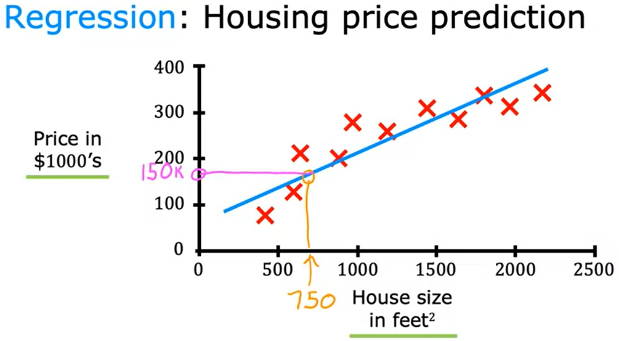 Regression: Housing price prediction
400
300
Price in
$1000's
200
150K
100
0
0 500 1000 1500 2000 2500
750
House size
in feet²